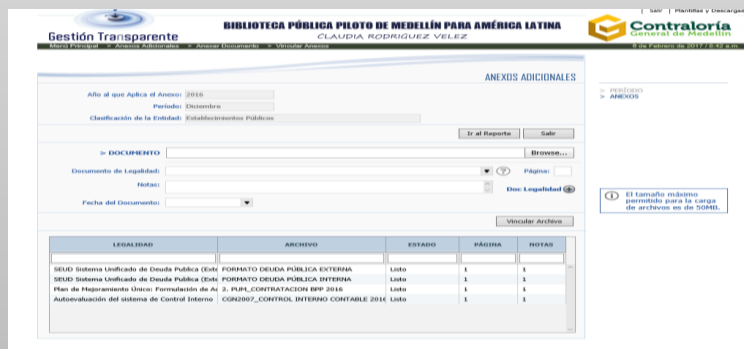 Salir | Plantillas y Descargas
BIBLIOTECA PÚBLICA PILOTO DE MEDELLÍN PARA AMÉRICA LATINA
CLAUDIA RODRIGUEZ VELEZ
Gestión Transparente
Contraloría
General de Medellín
Menú Principal > Anexos Adicionales > Anexar Documento > Vincular Anexos
8 de Febrero de 2017 / 8:42 a.m.
ANEXOS ADICIONALES
> PERÍODO
> ANEXOS
Año al que Aplica el Anexo: 2016
Período: Diciembre
Clasificación de la Entidad: Establecimientos Públicos
Ir al Reporte Salir
> DOCUMENTO Browse...
Documento de Legalidad: ? Página:
Notas: Doc Legalidad
Fecha del Documento:
El tamaño máximo
permitido para la carga
de archivos es de 50MB.
Vincular Archivo
LEGALIDAD ARCHIVO ESTADO PÁGINA NOTAS
SEUD Sistema Unificado de Deuda Publica (Exte FORMATO DEUDA PÚBLICA EXTERNA Listo 1 1
SEUD Sistema Unificado de Deuda Publica (Exte FORMATO DEUDA PÚBLICA INTERNA Listo 1 1
Plan de Mejoramiento Único: Formulación de Ac 2. PUM_CONTRATACION BPP 2016 Listo 1 1
Autoevaluación del sistema de Control Interno CGN2007_CONTROL INTERNO CONTABLE 2016 Listo 1 1